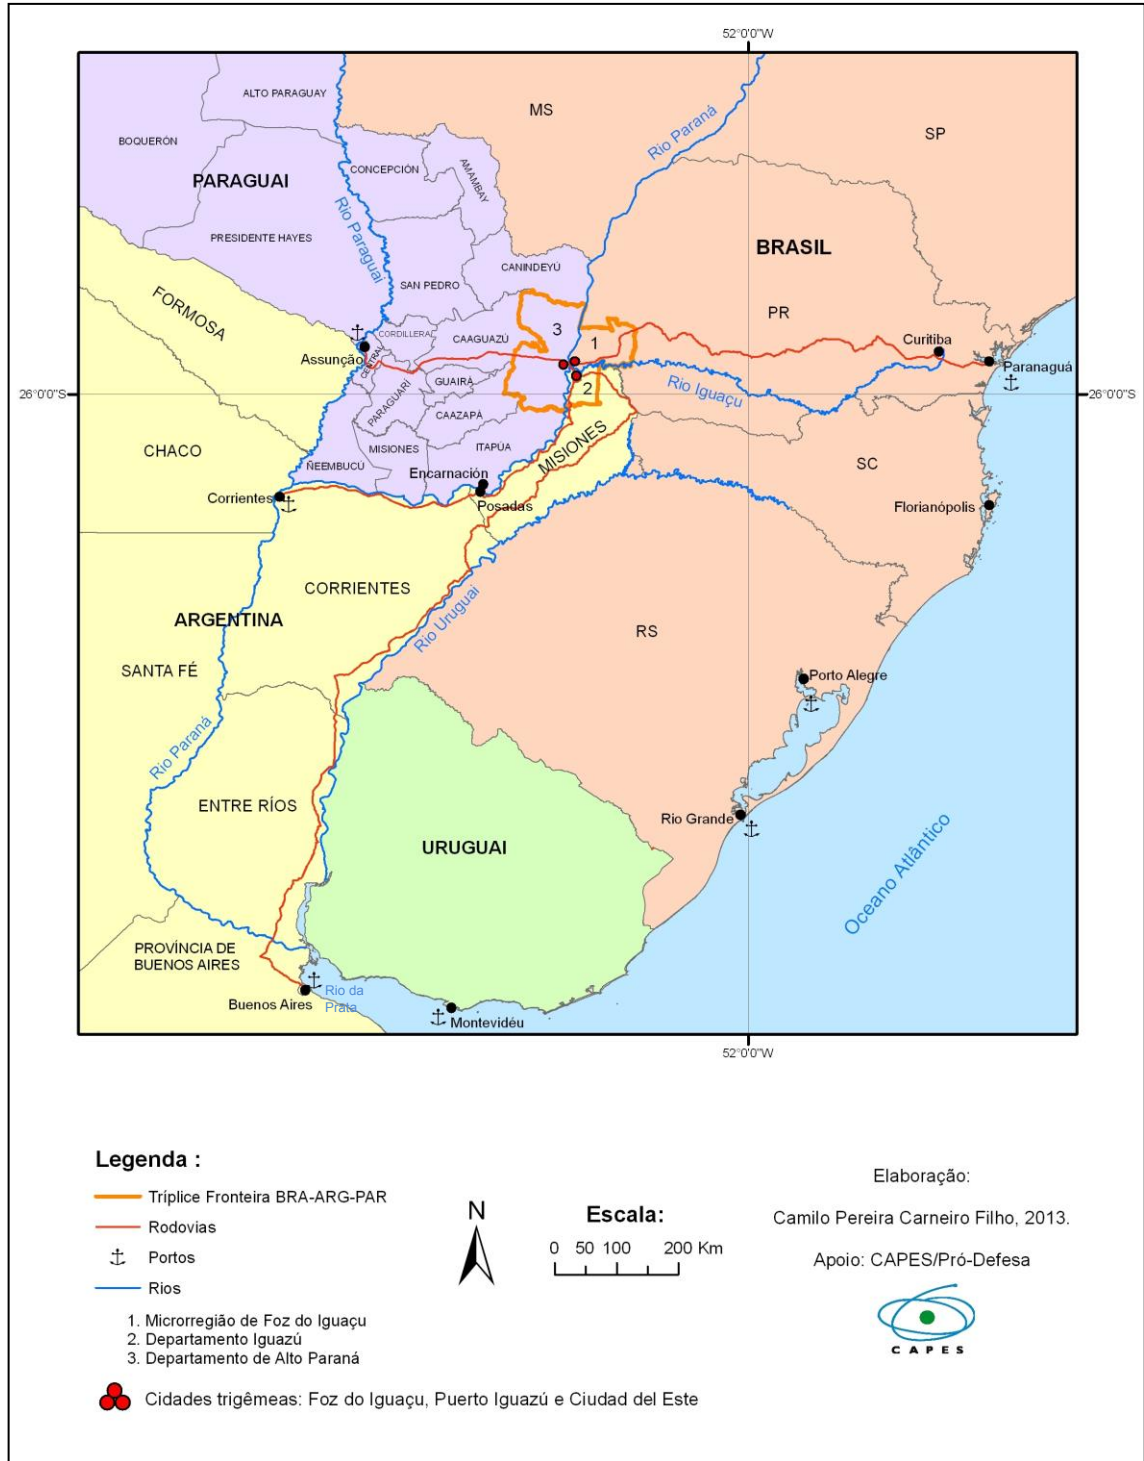 52°0'0"W
ALTO PARAGUAY
MS
BOQUERÓN
Rio Paraná
SP
PARAGUAI
CONCEPCIÓN
AMAMBAY
PRESIDENTE HAYES
Rio Paraguai
BRASIL
CANINDEYÚ
SAN PEDRO
FORMOSA
PR
3
1
CORDILLERA
CAAGUAZÚ
Curitiba
Assunção
CENTRAL
Paranaguá
26°0'0"S
GUAIRÁ
2
Rio Iguaçu
26°0'0"S
PARAGUARÍ
CAAZAPÁ
CHACO
MISIONES
ITAPÚA
MISIONES
SC
ÑEEMBUCÚ
Encarnación
Corrientes
Posadas
Florianópolis
CORRIENTES
ARGENTINA
Rio Uruguai
RS
SANTA FÉ
Porto Alegre
Rio Paraná
ENTRE RÍOS
Rio Grande
URUGUAI
Oceano Atlântico
PROVÍNCIA DE
BUENOS AIRES
Buenos Aires
Rio da
Prata
Montevidéu
52°0'0"W
Legenda :
Tríplice Fronteira BRA-ARG-PAR
Rodovias
Portos
Rios
1. Microrregião de Foz do Iguaçu
2. Departamento Iguazú
3. Departamento de Alto Paraná
Cidades trigêmeas: Foz do Iguaçu, Puerto Iguazú e Ciudad del Este
N
Escala:
0 50 100 200 Km
Elaboração:
Camilo Pereira Carneiro Filho, 2013.
Apoio: CAPES/Pró-Defesa
CAPES